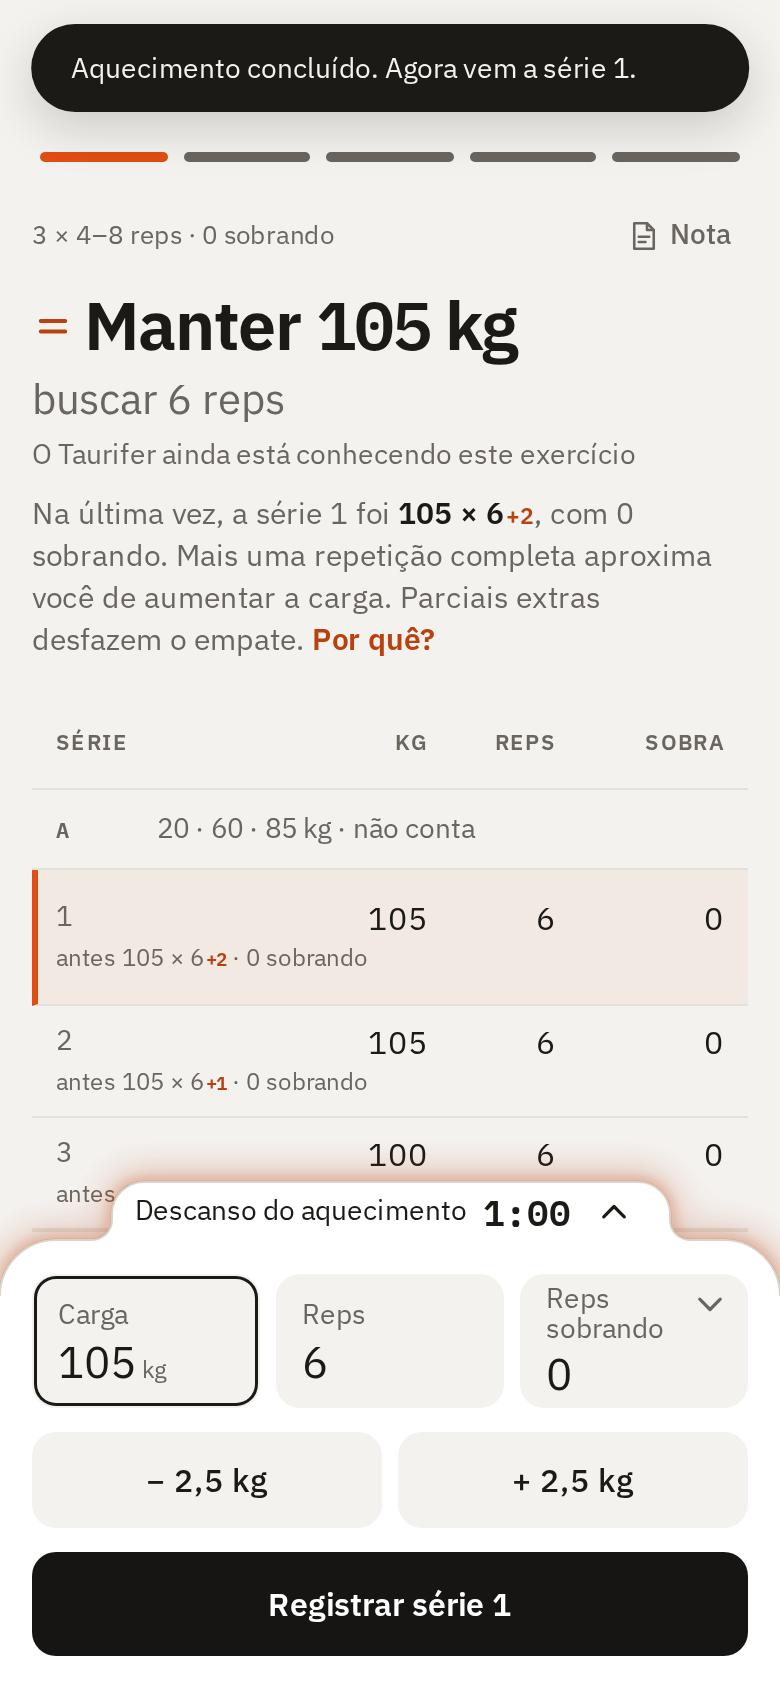 Aquecimento concluído. Agora vem a série 1.
3 × 4–8 reps · 0 sobrando
Nota
= Manter 105 kg
buscar 6 reps
O Taurifer ainda está conhecendo este exercício
Na última vez, a série 1 foi 105 × 6+2, com 0
sobrando. Mais uma repetição completa aproxima
você de aumentar a carga. Parciais extras
desfazem o empate. Por quê?
SÉRIE KG REPS SOBRA
A 20 · 60 · 85 kg · não conta
1 105 6 0
antes 105 × 6+2 · 0 sobrando
2 105 6 0
antes 105 × 6+1 · 0 sobrando
3 100 6 0
antes
Descanso do aquecimento 1:00
Carga
105 kg
Reps
6
Reps
sobrando
0
− 2,5 kg
+ 2,5 kg
Registrar série 1